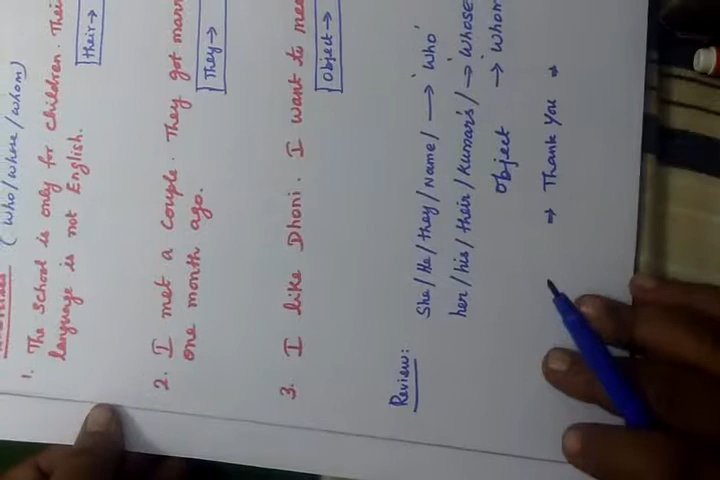 (who/whose/whom)
1. The School is only for children. Their
language is not English.
their→
2. I met a couple. They got marr
one month ago.
They→
3. I like Dhoni. I want to mee
Object→
Review:
She/He/they/Name/ → 'who'
her/his/their/Kumar's/ → 'whose
Object → 'whom
⇒ Thank You ⇒